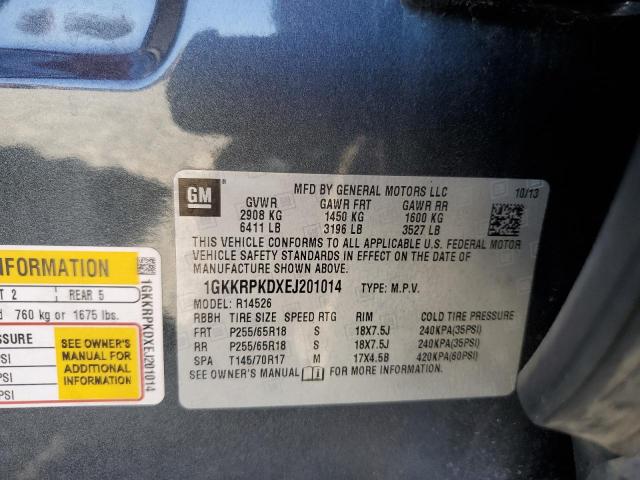 GM
MFD BY GENERAL MOTORS LLC 10/13
GVWR GAWR FRT GAWR RR
2908 KG 1450 KG 1600 KG
6411 LB 3196 LB 3527 LB
THIS VEHICLE CONFORMS TO ALL APPLICABLE U.S. FEDERAL MOTOR
VEHICLE SAFETY STANDARDS IN EFFECT ON THE DATE OF
MANUFACTURE SHOWN ABOVE.
1GKKRPKDXEJ201014 TYPE: M.P.V.
MODEL: R14526
RBBH TIRE SIZE SPEED RTG RIM COLD TIRE PRESSURE
FRT P255/65R18 S 18X7.5J 240KPA(35PSI)
RR P255/65R18 S 18X7.5J 240KPA(35PSI)
SPA T145/70R17 M 17X4.5B 420KPA(60PSI)
SEE OWNER'S MANUAL FOR MORE INFORMATION.
INFORMATION
2 REAR 5
760 kg or 1675 lbs.
SEE OWNER'S
MANUAL FOR
ADDITIONAL
INFORMATION
1GKKRPKDXEJ201014